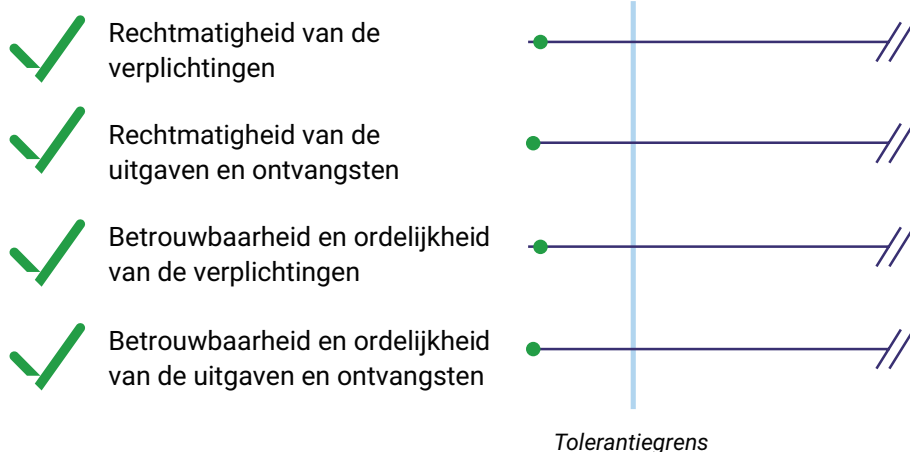 Rechtmatigheid van de
verplichtingen
Rechtmatigheid van de
uitgaven en ontvangsten
Betrouwbaarheid en ordelijkheid
van de verplichtingen
Betrouwbaarheid en ordelijkheid
van de uitgaven en ontvangsten
Tolerantiegrens